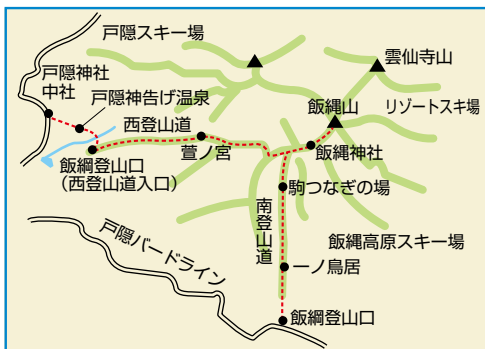 戸隠スキー場
雲仙寺山
戸隠神社
中社
戸隠神告げ温泉
飯縄山
リゾートスキ場
西登山道
萱ノ宮
飯縄神社
飯綱登山口
(西登山道入口)
駒つなぎの場
南登山道
戸隠バードライン
飯縄高原スキー場
一ノ鳥居
飯綱登山口